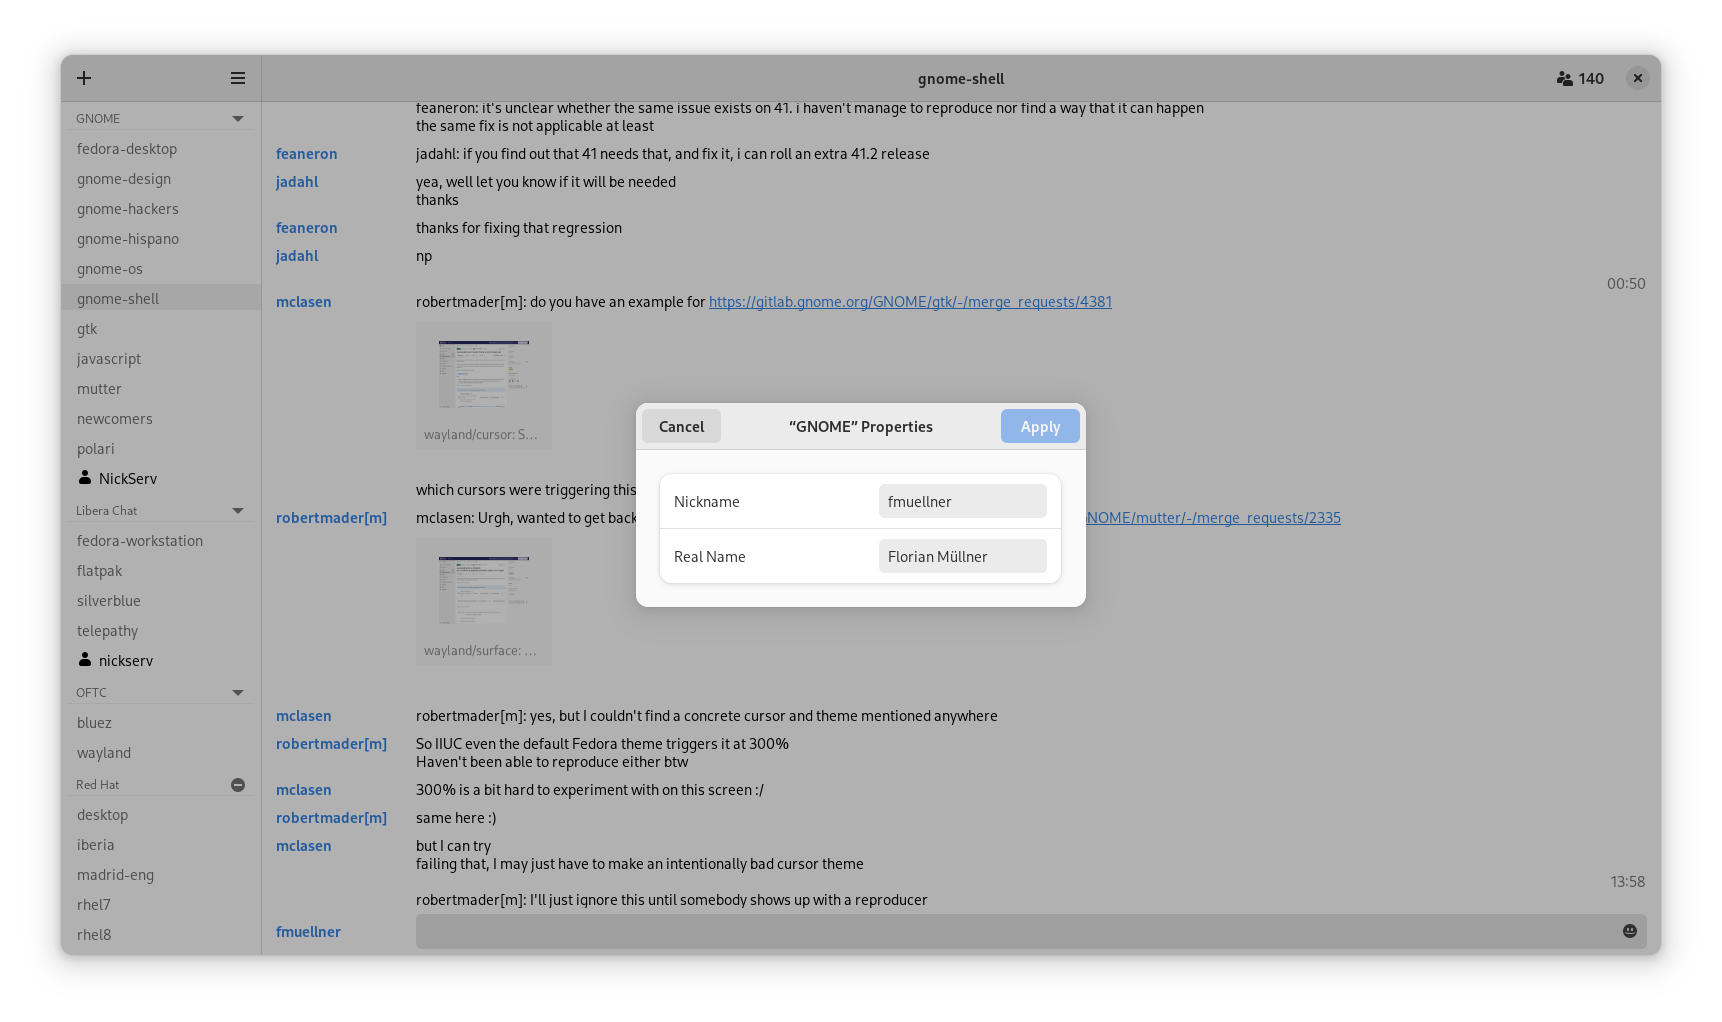 gnome-shell
140
GNOME
fedora-desktop
gnome-design
gnome-hackers
gnome-hispano
gnome-os
gnome-shell
gtk
javascript
mutter
newcomers
polari
NickServ
Libera Chat
fedora-workstation
flatpak
silverblue
telepathy
nickserv
OFTC
bluez
wayland
Red Hat
desktop
iberia
madrid-eng
rhel7
rhel8
feaneron: it's unclear whether the same issue exists on 41. i haven't manage to reproduce nor find a way that it can happen
the same fix is not applicable at least
feaneron jadahl: if you find out that 41 needs that, and fix it, i can roll an extra 41.2 release
jadahl yea, well let you know if it will be needed
thanks
feaneron thanks for fixing that regression
jadahl np
00:50
mclasen robertmader[m]: do you have an example for https://gitlab.gnome.org/GNOME/gtk/-/merge_requests/4381
wayland/cursor: S…
which cursors were triggering this
robertmader[m] mclasen: Urgh, wanted to get back GNOME/mutter/-/merge_requests/2335
wayland/surface: …
mclasen robertmader[m]: yes, but I couldn't find a concrete cursor and theme mentioned anywhere
robertmader[m] So IIUC even the default Fedora theme triggers it at 300%
Haven't been able to reproduce either btw
mclasen 300% is a bit hard to experiment with on this screen :/
robertmader[m] same here :)
mclasen but I can try
failing that, I may just have to make an intentionally bad cursor theme
13:58
robertmader[m]: I'll just ignore this until somebody shows up with a reproducer
fmuellner
Cancel
“GNOME” Properties
Apply
Nickname fmuellner
Real Name Florian Müllner